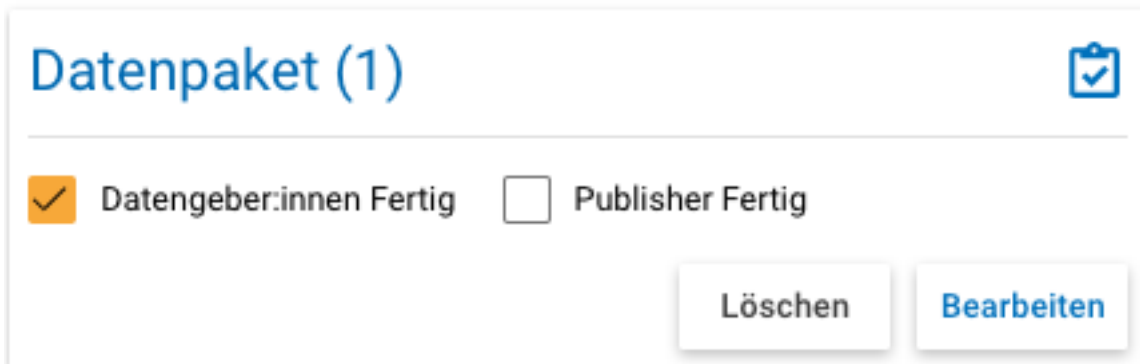 Datenpaket (1)
Datengeber:innen Fertig Publisher Fertig
Löschen Bearbeiten